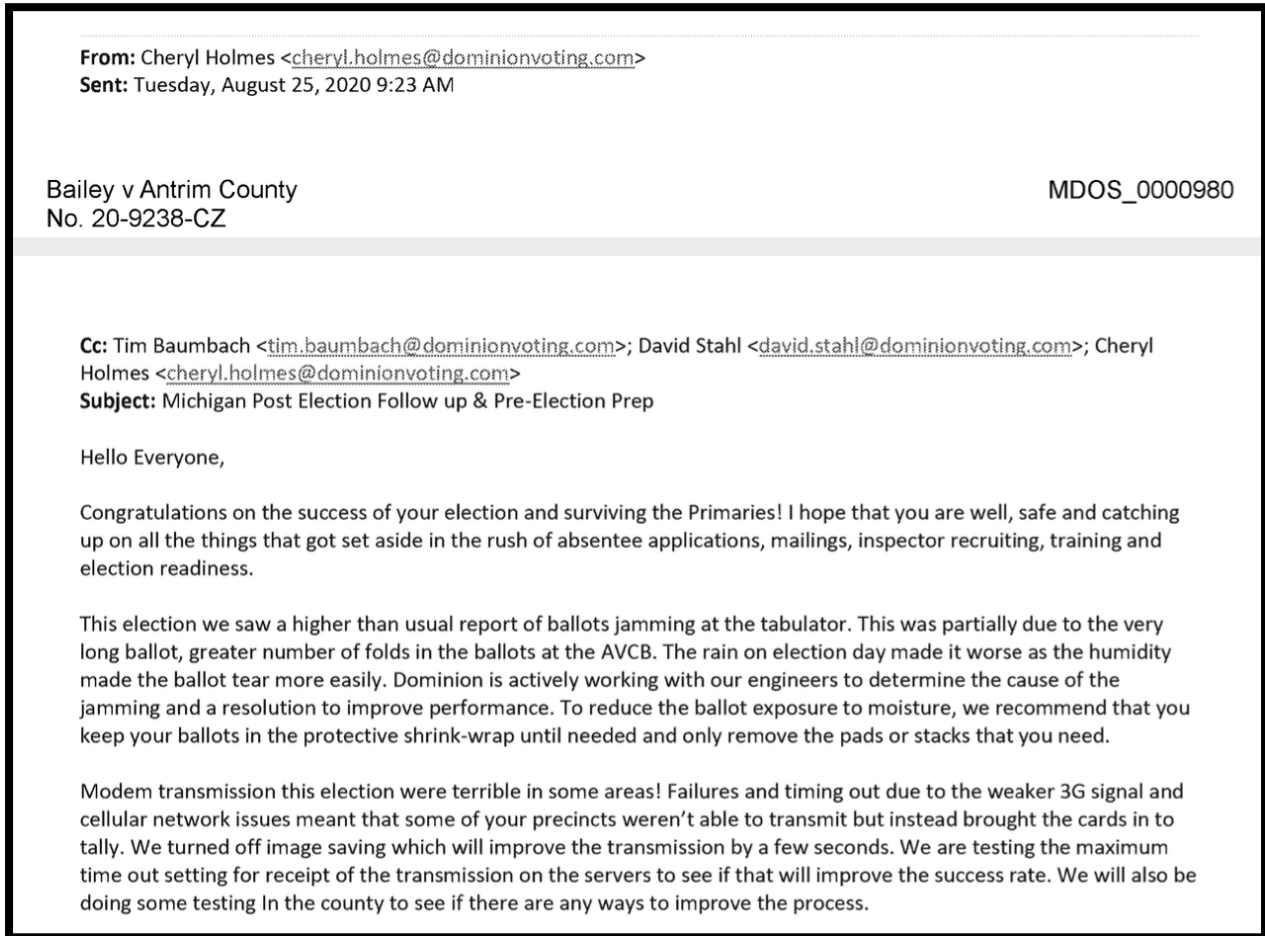 From: Cheryl Holmes <cheryl.holmes@dominionvoting.com>
Sent: Tuesday, August 25, 2020 9:23 AM
Bailey v Antrim County
No. 20-9238-CZ
MDOS_0000980
Cc: Tim Baumbach <tim.baumbach@dominionvoting.com>; David Stahl <david.stahl@dominionvoting.com>; Cheryl
Holmes <cheryl.holmes@dominionvoting.com>
Subject: Michigan Post Election Follow up & Pre-Election Prep
Hello Everyone,
Congratulations on the success of your election and surviving the Primaries! I hope that you are well, safe and catching
up on all the things that got set aside in the rush of absentee applications, mailings, inspector recruiting, training and
election readiness.
This election we saw a higher than usual report of ballots jamming at the tabulator. This was partially due to the very
long ballot, greater number of folds in the ballots at the AVCB. The rain on election day made it worse as the humidity
made the ballot tear more easily. Dominion is actively working with our engineers to determine the cause of the
jamming and a resolution to improve performance. To reduce the ballot exposure to moisture, we recommend that you
keep your ballots in the protective shrink-wrap until needed and only remove the pads or stacks that you need.
Modem transmission this election were terrible in some areas! Failures and timing out due to the weaker 3G signal and
cellular network issues meant that some of your precincts weren't able to transmit but instead brought the cards in to
tally. We turned off image saving which will improve the transmission by a few seconds. We are testing the maximum
time out setting for receipt of the transmission on the servers to see if that will improve the success rate. We will also be
doing some testing In the county to see if there are any ways to improve the process.